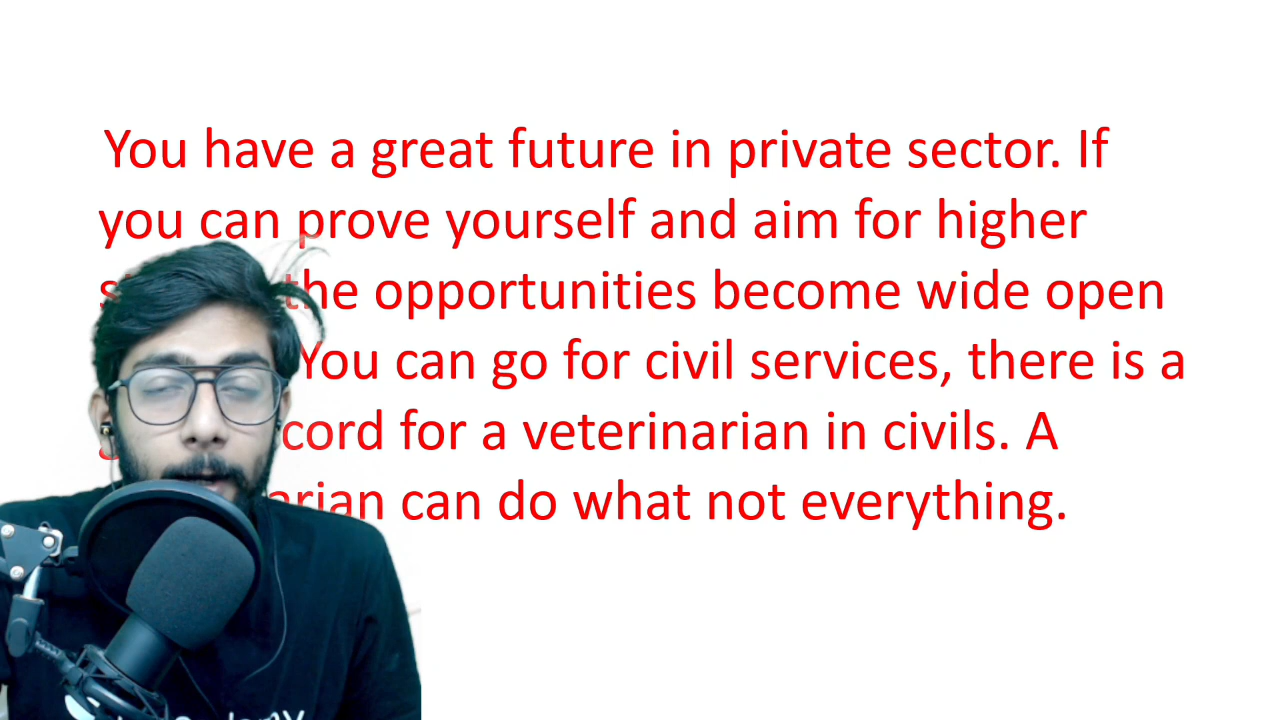 You have a great future in private sector. If
you can prove yourself and aim for higher
the opportunities become wide open
You can go for civil services, there is a
for a veterinarian in civils. A
can do what not everything.